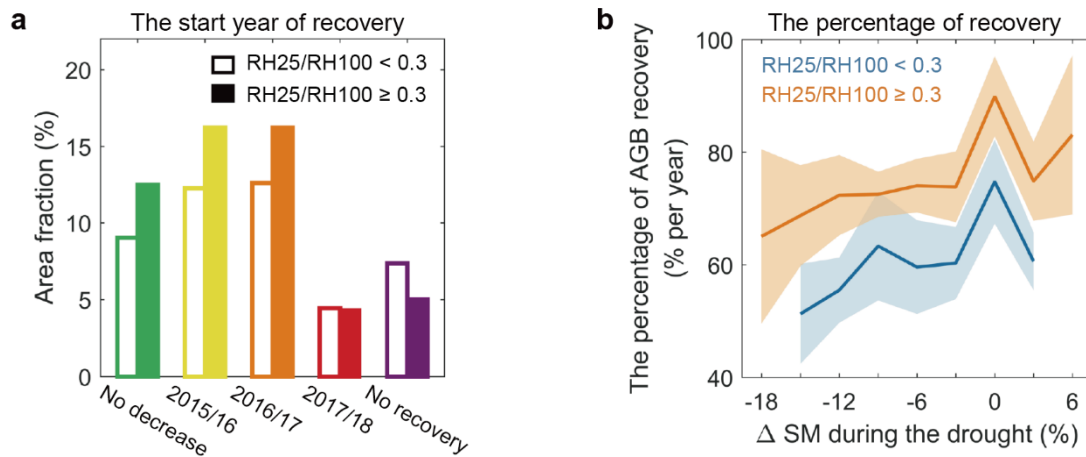 a
The start year of recovery
RH25/RH100 < 0.3
RH25/RH100 ≥ 0.3
Area fraction (%)
20
15
10
5
0
No decrease
2015/16
2016/17
2017/18
No recovery
b
The percentage of recovery
RH25/RH100 < 0.3
RH25/RH100 ≥ 0.3
The percentage of AGB recovery
(% per year)
100
80
60
40
-18
-12
-6
0
6
Δ SM during the drought (%)